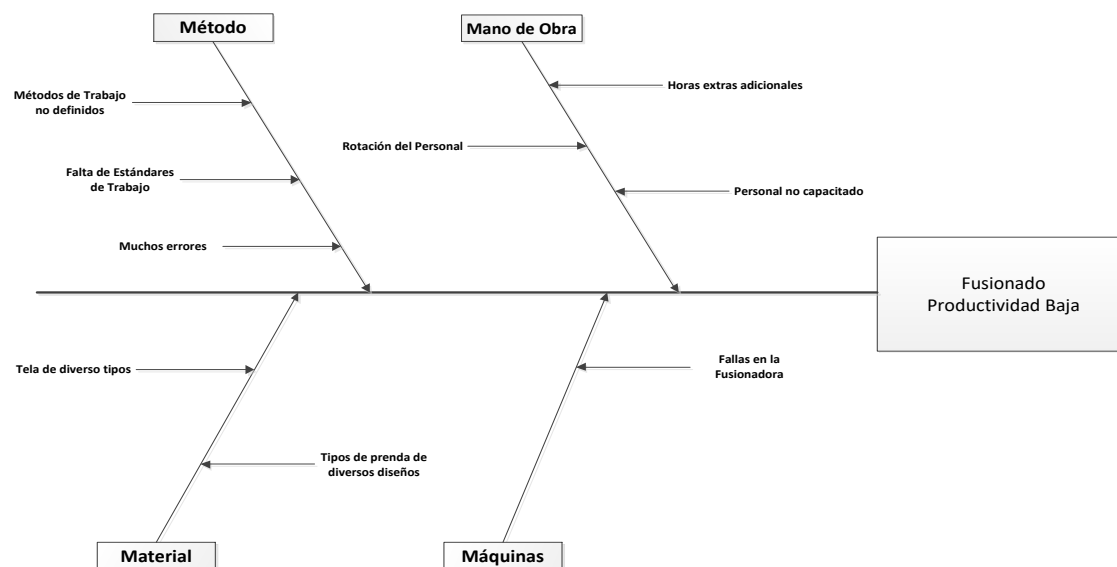 Método
Mano de Obra
Horas extras adicionales
Métodos de Trabajo
no definidos
Rotación del Personal
Falta de Estándares
de Trabajo
Personal no capacitado
Muchos errores
Fusionado
Productividad Baja
Tela de diverso tipos
Fallas en la
Fusionadora
Tipos de prenda de
diversos diseños
Material
Máquinas